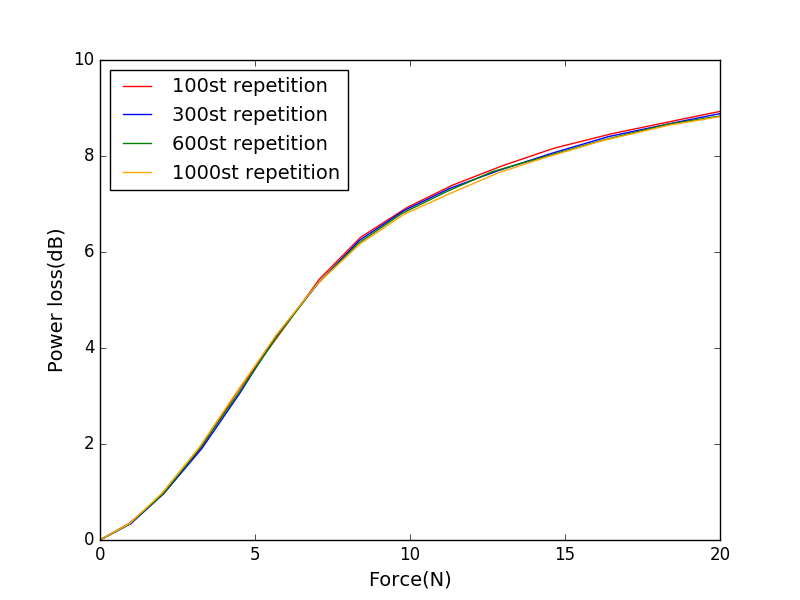 10
8
6
4
2
0
Power loss(dB)
100st repetition
300st repetition
600st repetition
1000st repetition
0 5 10 15 20
Force(N)